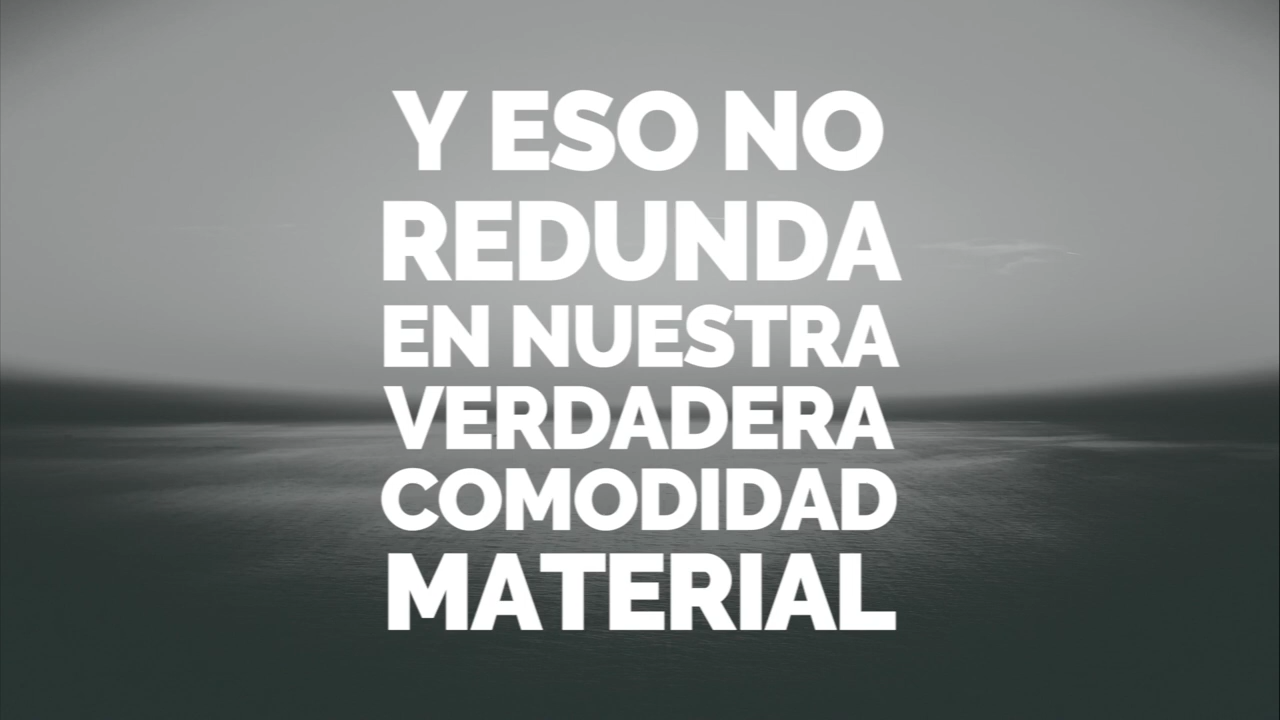 Y ESO NO
REDUNDA
EN NUESTRA
VERDADERA
COMODIDAD
MATERIAL